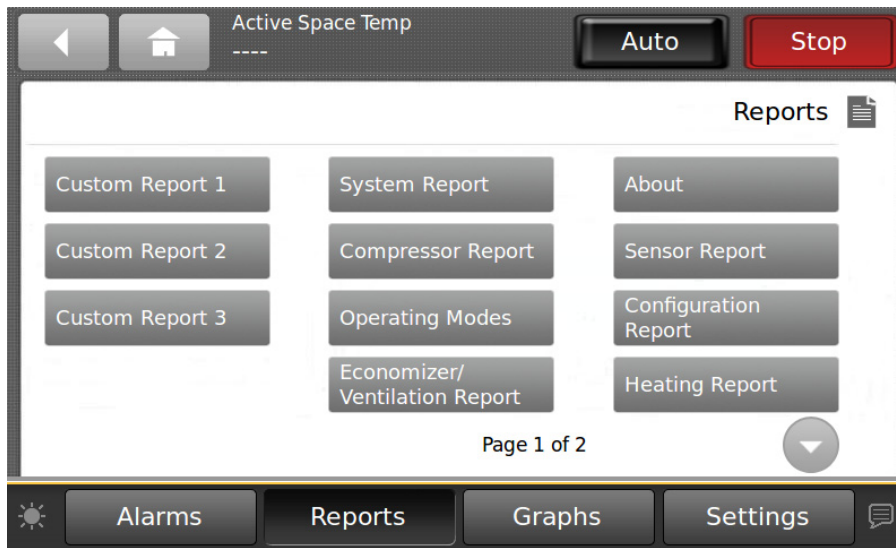 Active Space Temp
----
Auto
Stop
Reports
Custom Report 1
System Report
About
Custom Report 2
Compressor Report
Sensor Report
Custom Report 3
Operating Modes
Configuration
Report
Economizer/
Ventilation Report
Heating Report
Page 1 of 2
Alarms
Reports
Graphs
Settings